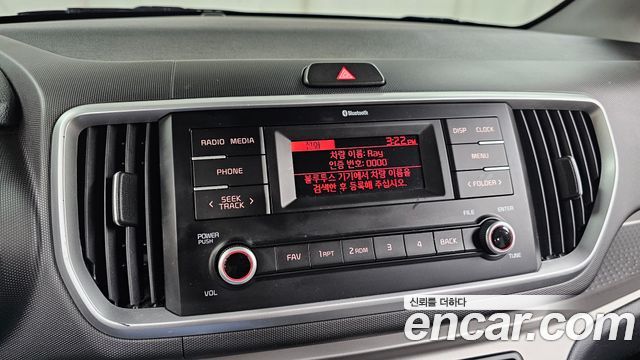 Bluetooth
RADIO MEDIA
PHONE
< SEEK TRACK >
POWER PUSH
VOL
전화 3:22 PM
차량 이름: Ray
인증 번호: 0000
블루투스 기기에서 차량 이름을
검색한 후 등록해 주십시오.
DISP CLOCK
MENU
< FOLDER >
FILE ENTER
TUNE
FAV 1 RPT 2 RDM 3 4 BACK
신뢰를 더하다
encar.com